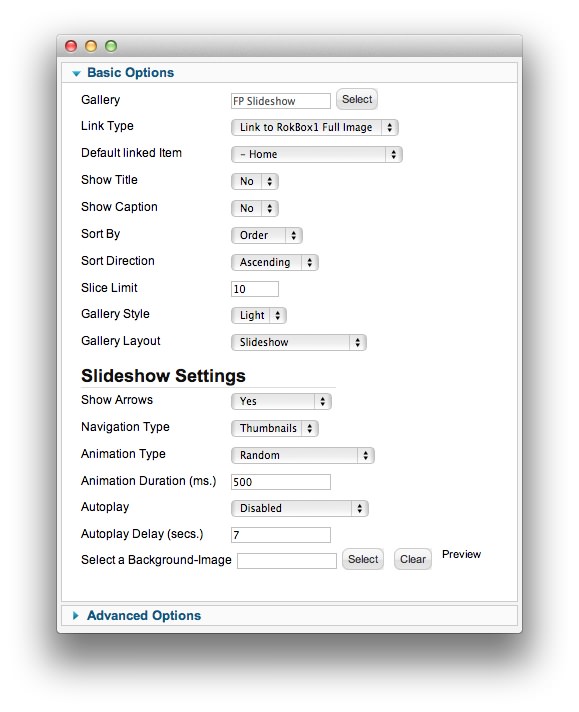 Basic Options
Gallery FP Slideshow Select
Link Type Link to RokBox1 Full Image
Default linked Item - Home
Show Title No
Show Caption No
Sort By Order
Sort Direction Ascending
Slice Limit 10
Gallery Style Light
Gallery Layout Slideshow
Slideshow Settings
Show Arrows Yes
Navigation Type Thumbnails
Animation Type Random
Animation Duration (ms.) 500
Autoplay Disabled
Autoplay Delay (secs.) 7
Select a Background-Image Select Clear Preview
Advanced Options